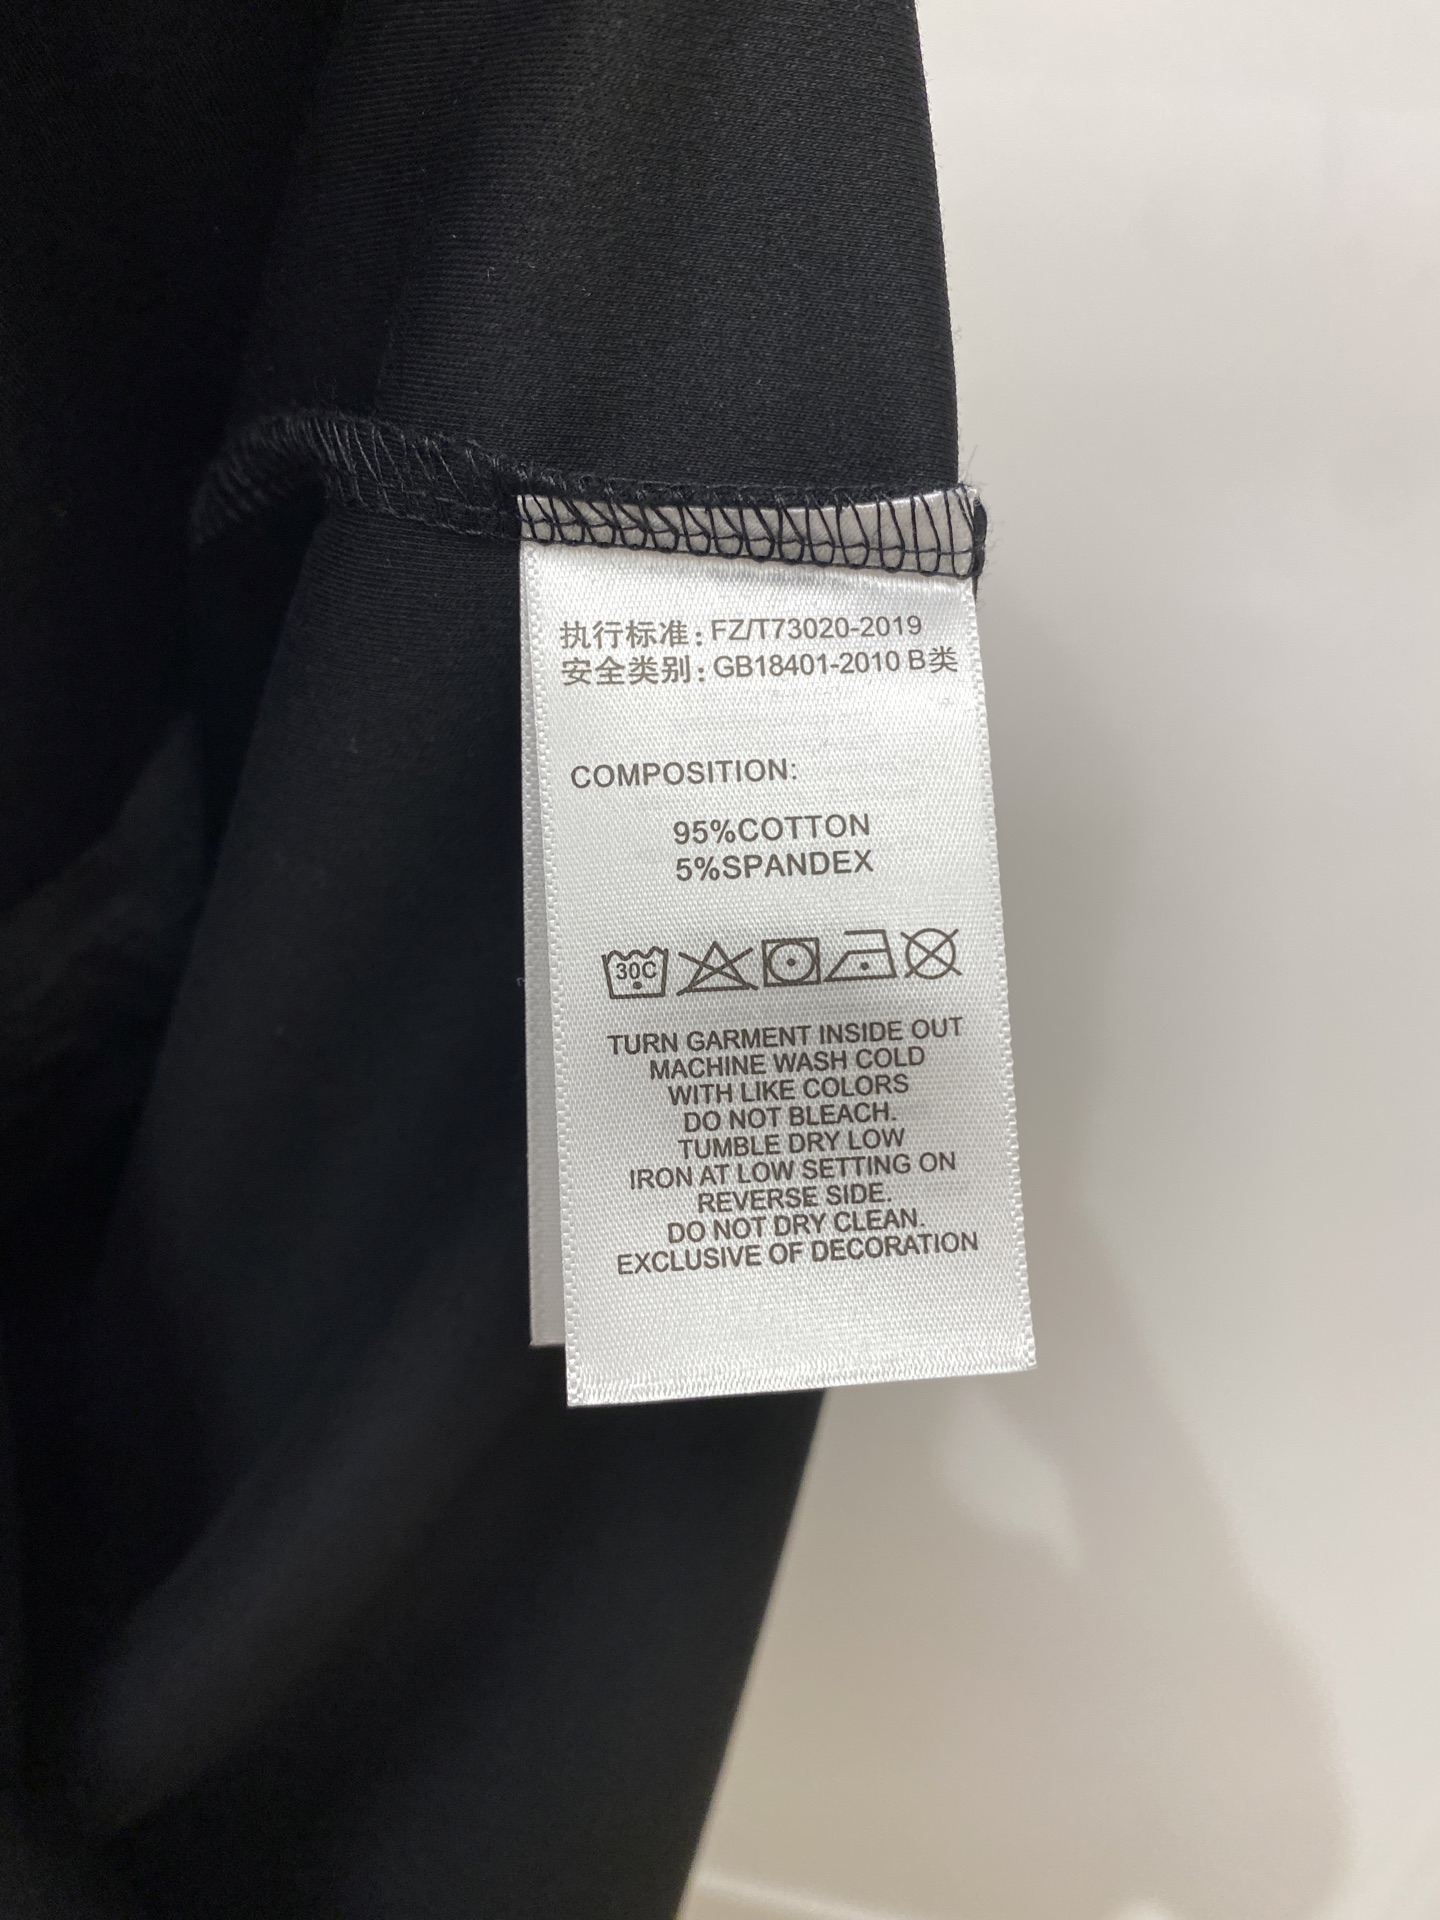 执行标准: FZ/T73020-2019
安全类别: GB18401-2010 B类
COMPOSITION:
95%COTTON
5%SPANDEX
30C
TURN GARMENT INSIDE OUT
MACHINE WASH COLD
WITH LIKE COLORS
DO NOT BLEACH.
TUMBLE DRY LOW
IRON AT LOW SETTING ON
REVERSE SIDE.
DO NOT DRY CLEAN.
EXCLUSIVE OF DECORATION